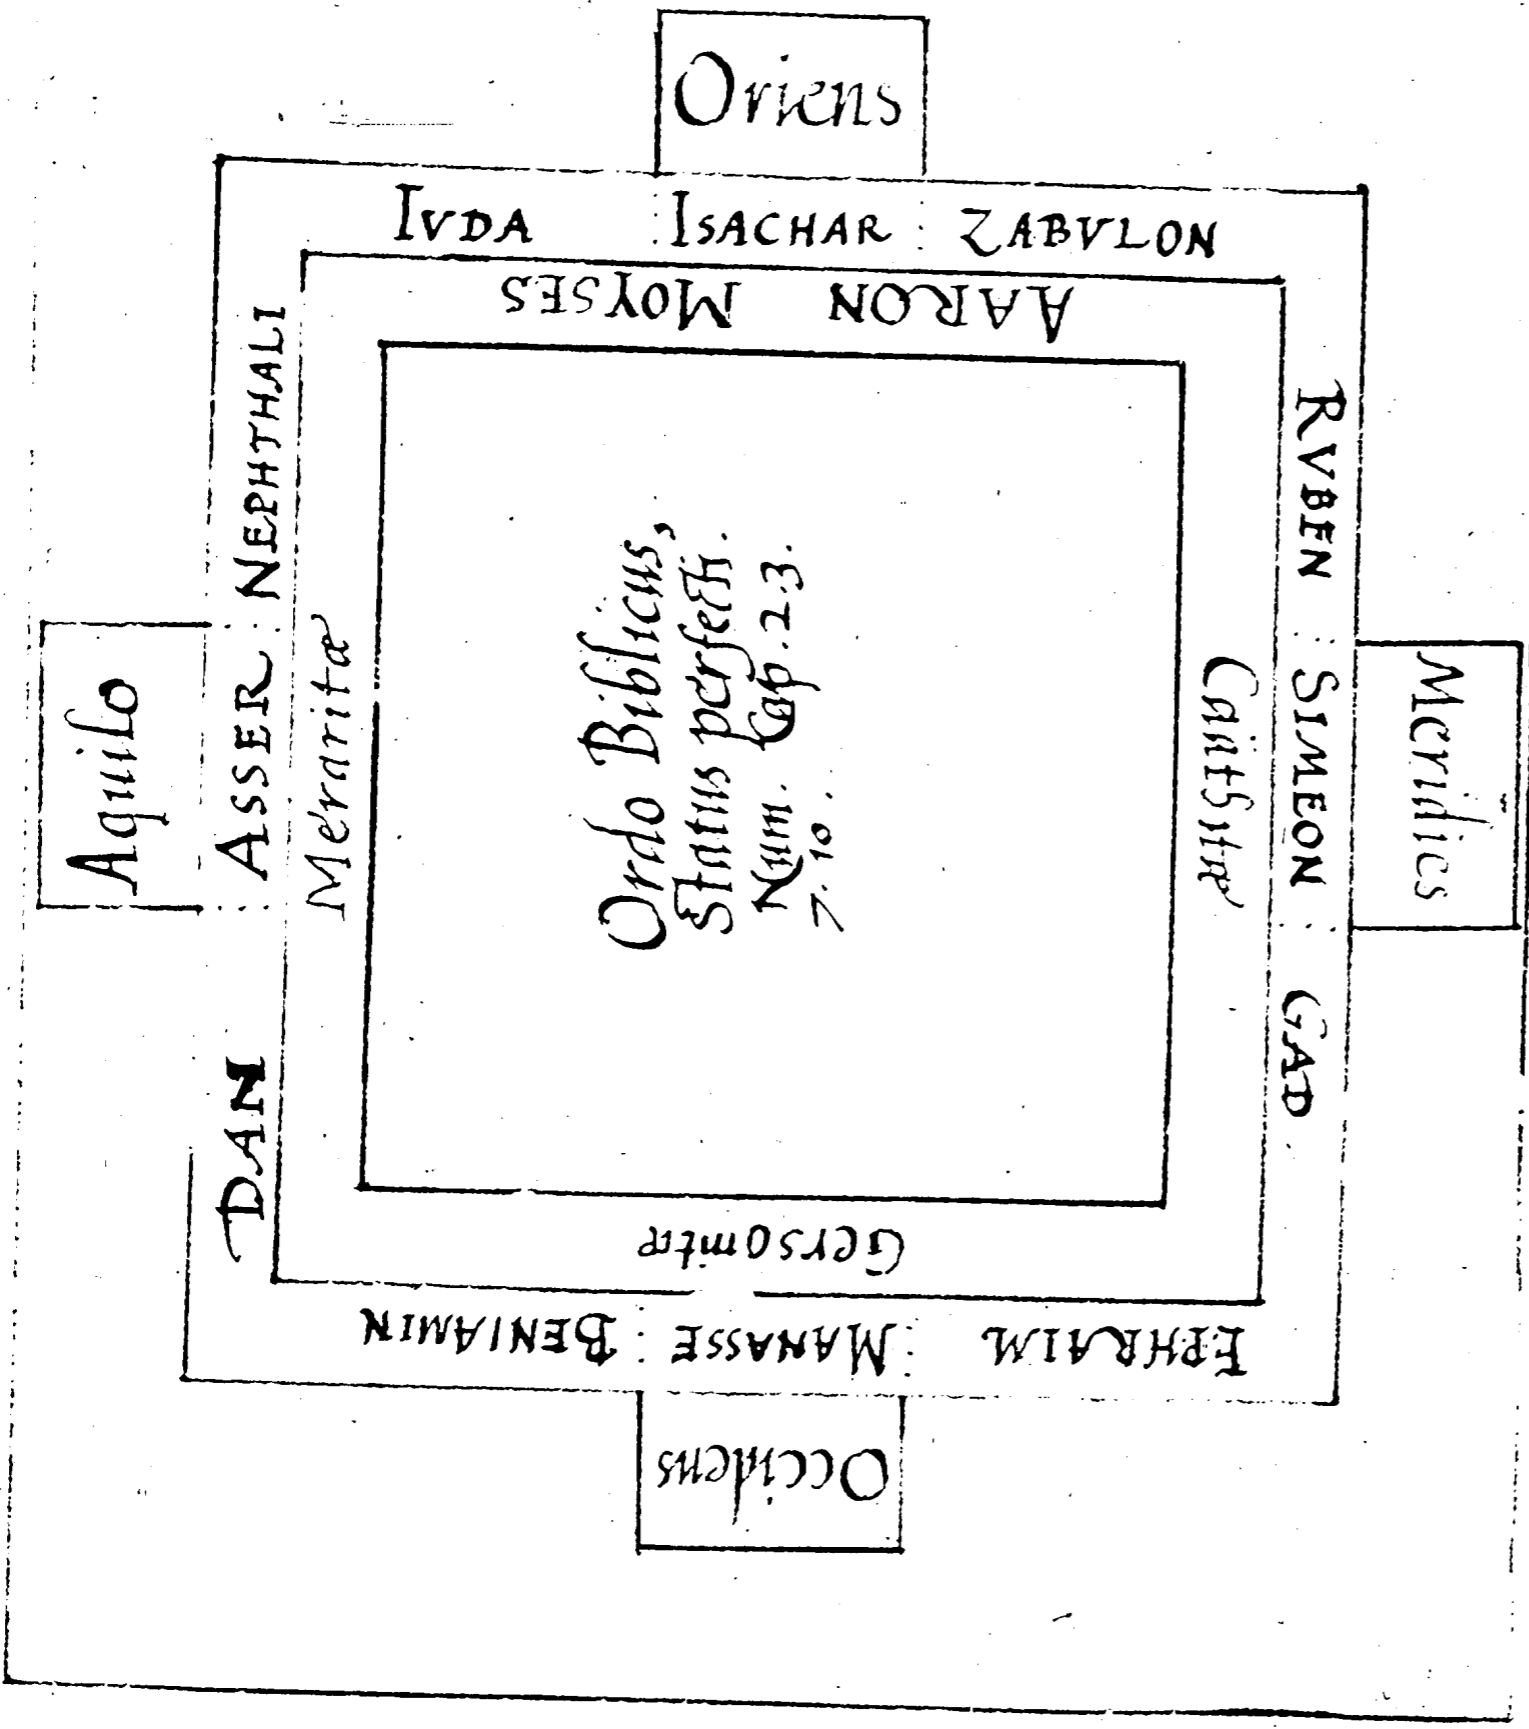 Oriens
IVDA : ISACHAR : ZABVLON
AARON MOYSES
RVBEN : SIMEON : GAD
Meridies
Caäthitæ
Ordo Biblicus,
Status perfecti.
Num. Cap. 2.3.
7.10.
Meraritæ
DAN : ASSER : NEPHTHALI
Aquilo
Gersomitæ
EPHRAIM : MANASSE : BENIAMIN
Occidens